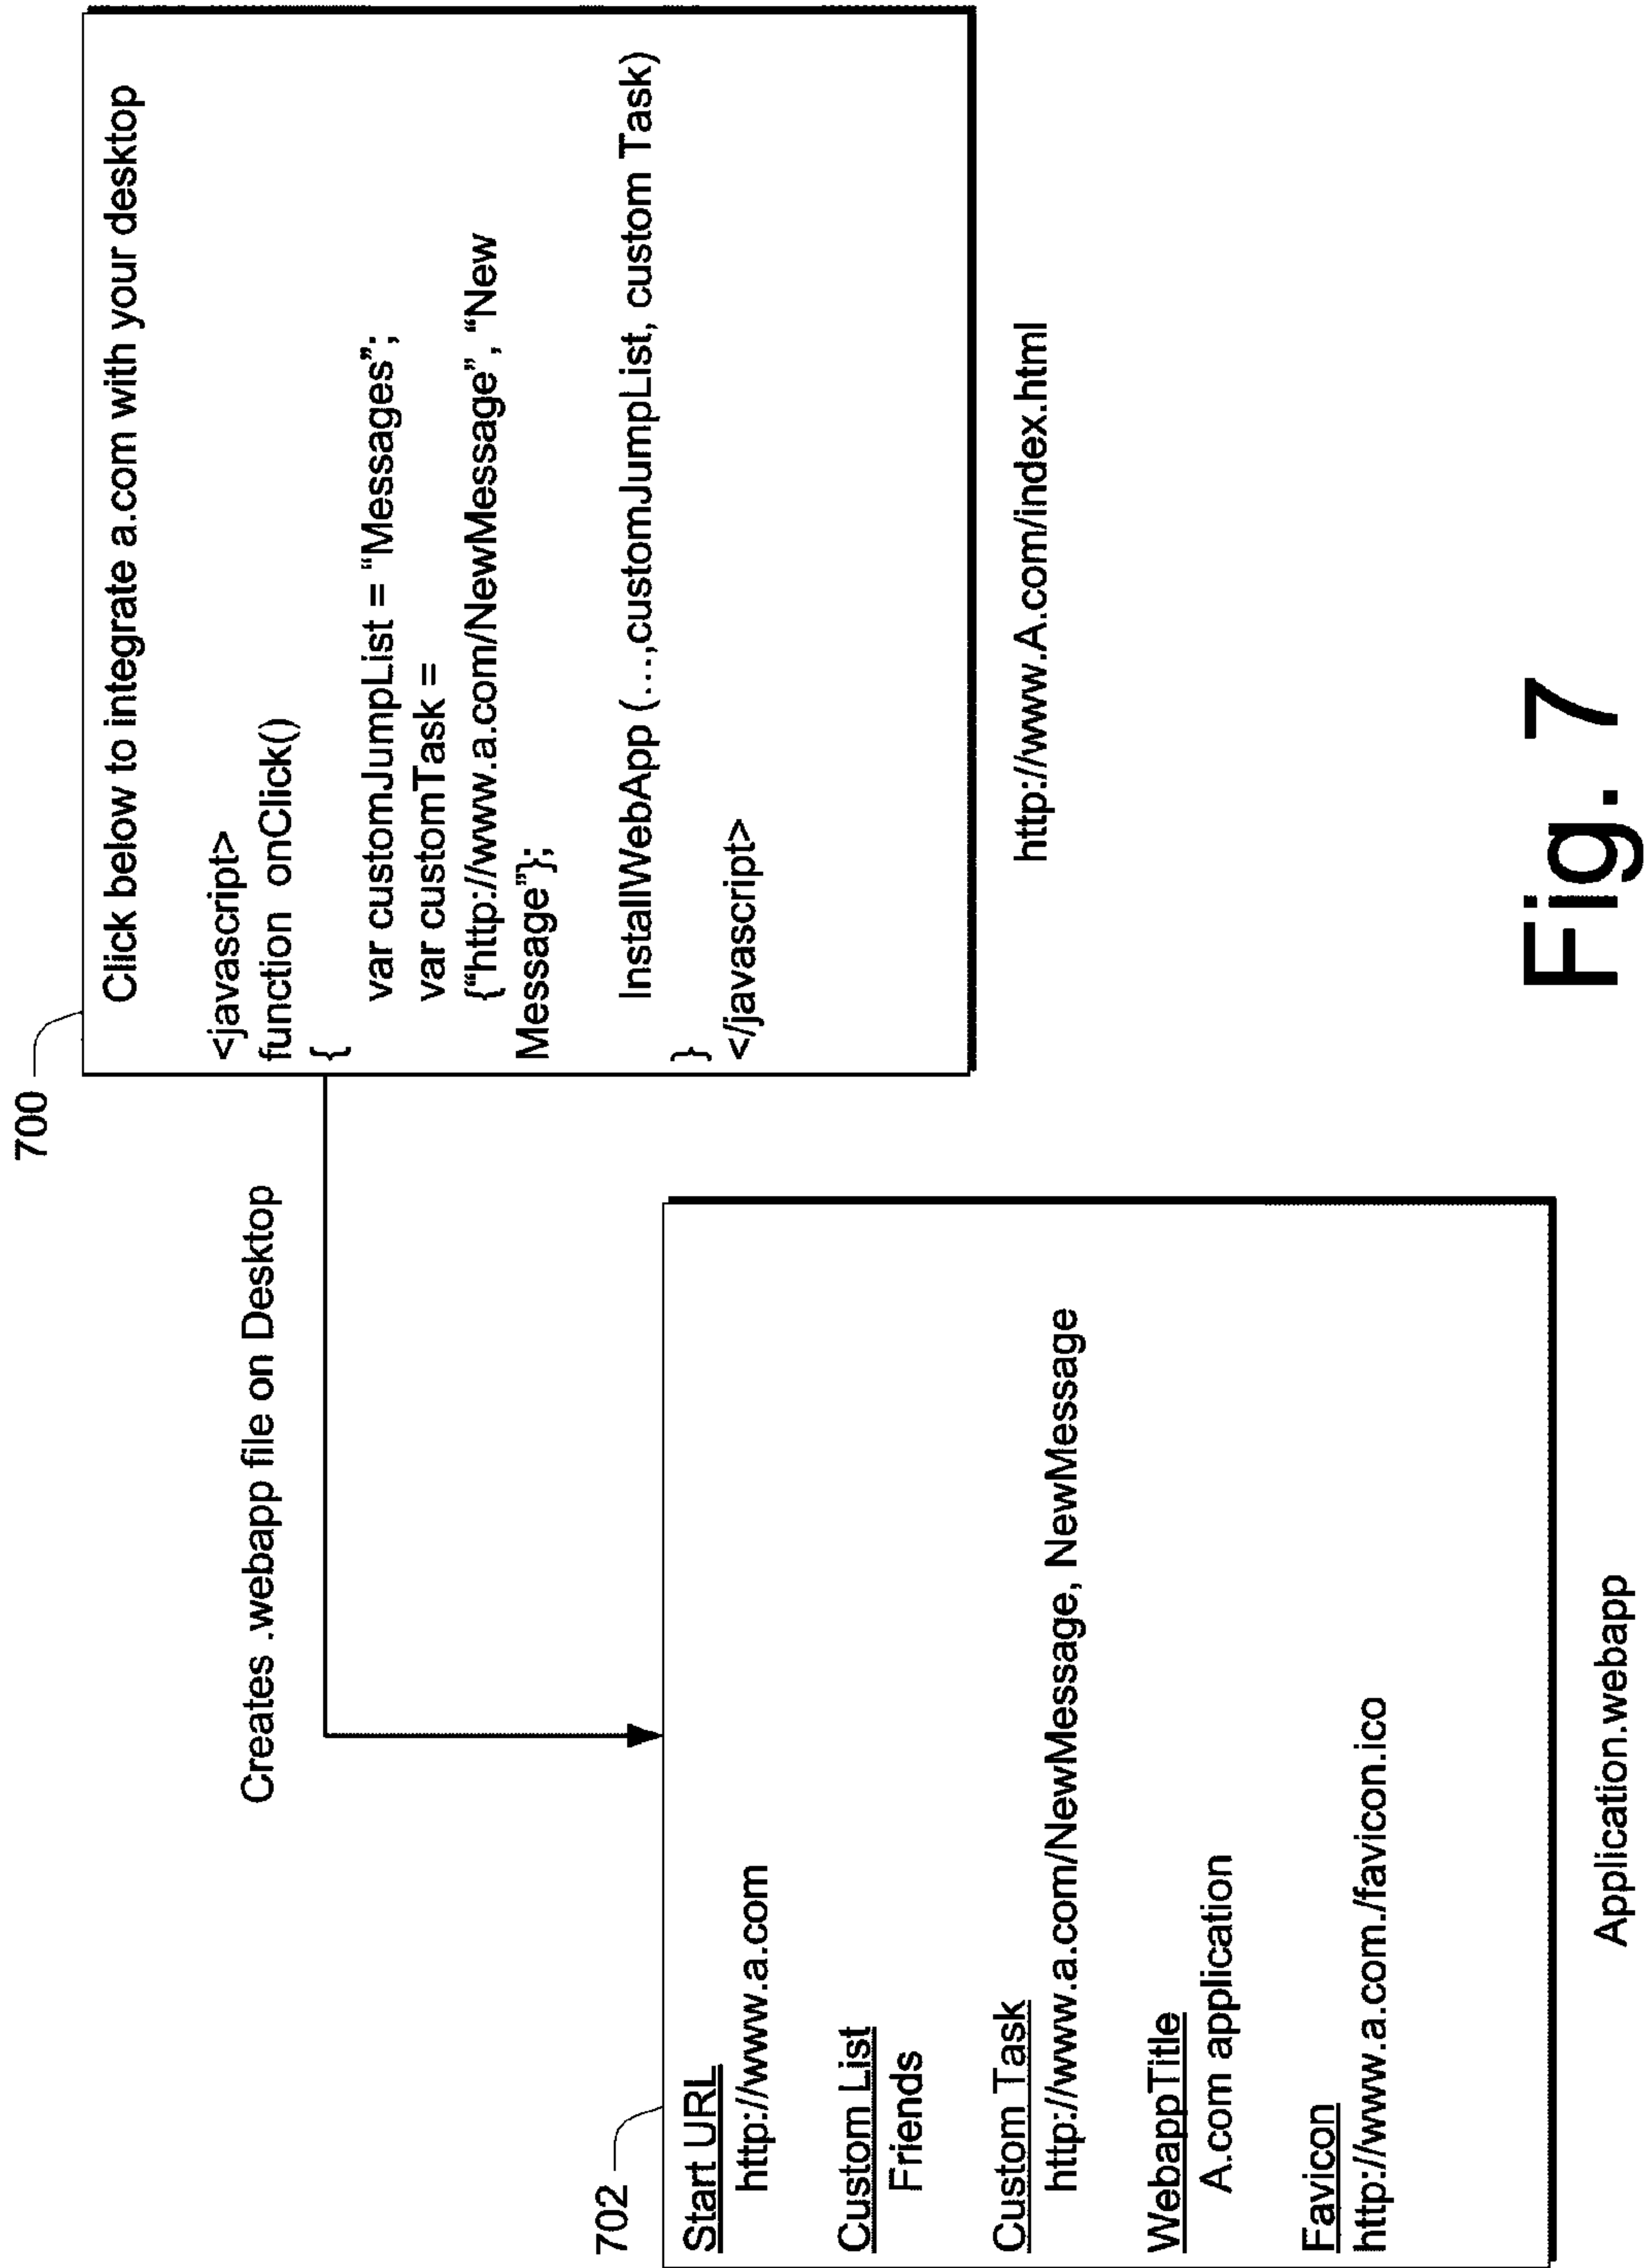 700
Click below to integrate a.com with your desktop
<javascript>
function onClick()
{
var customJumpList = “Messages”;
var customTask =
{“http://www.a.com/NewMessage”, “New
Message”};
InstallWebApp (…,customJumpList, custom Task)
}
</javascript>
http://www.A.com/index.html
Creates .webapp file on Desktop
702
Start URL
http://www.a.com
Custom List
Friends
Custom Task
http://www.a.com/NewMessage, NewMessage
WebappTitle
A.com application
Favicon
http://www.a.com./favicon.ico
Application.webapp
Fig. 7